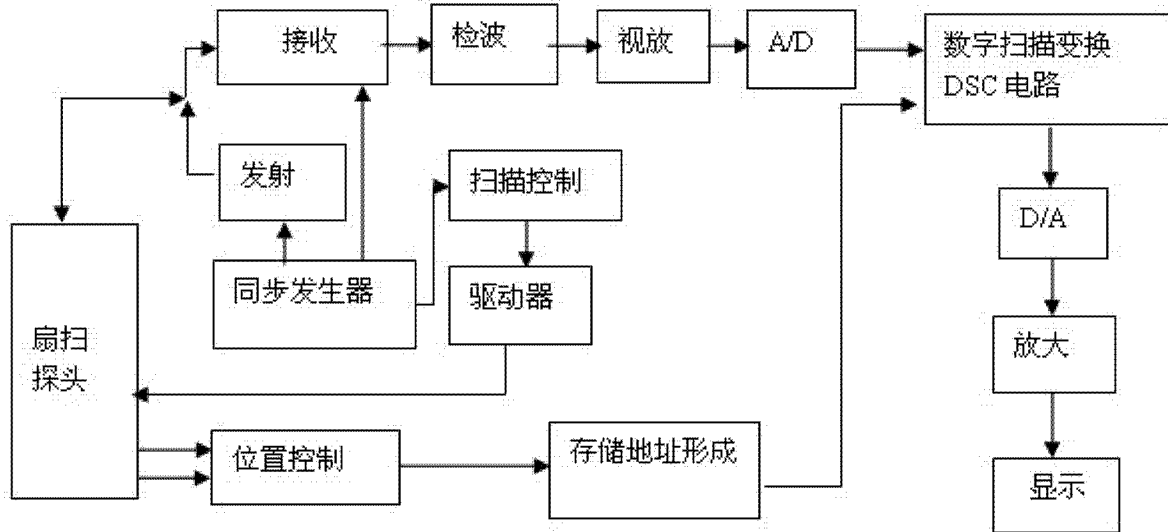 接收
检波
视放
A/D
数字扫描变换
DSC 电路
发射
扫描控制
D/A
同步发生器
驱动器
扇扫
探头
放大
位置控制
存储地址形成
显示